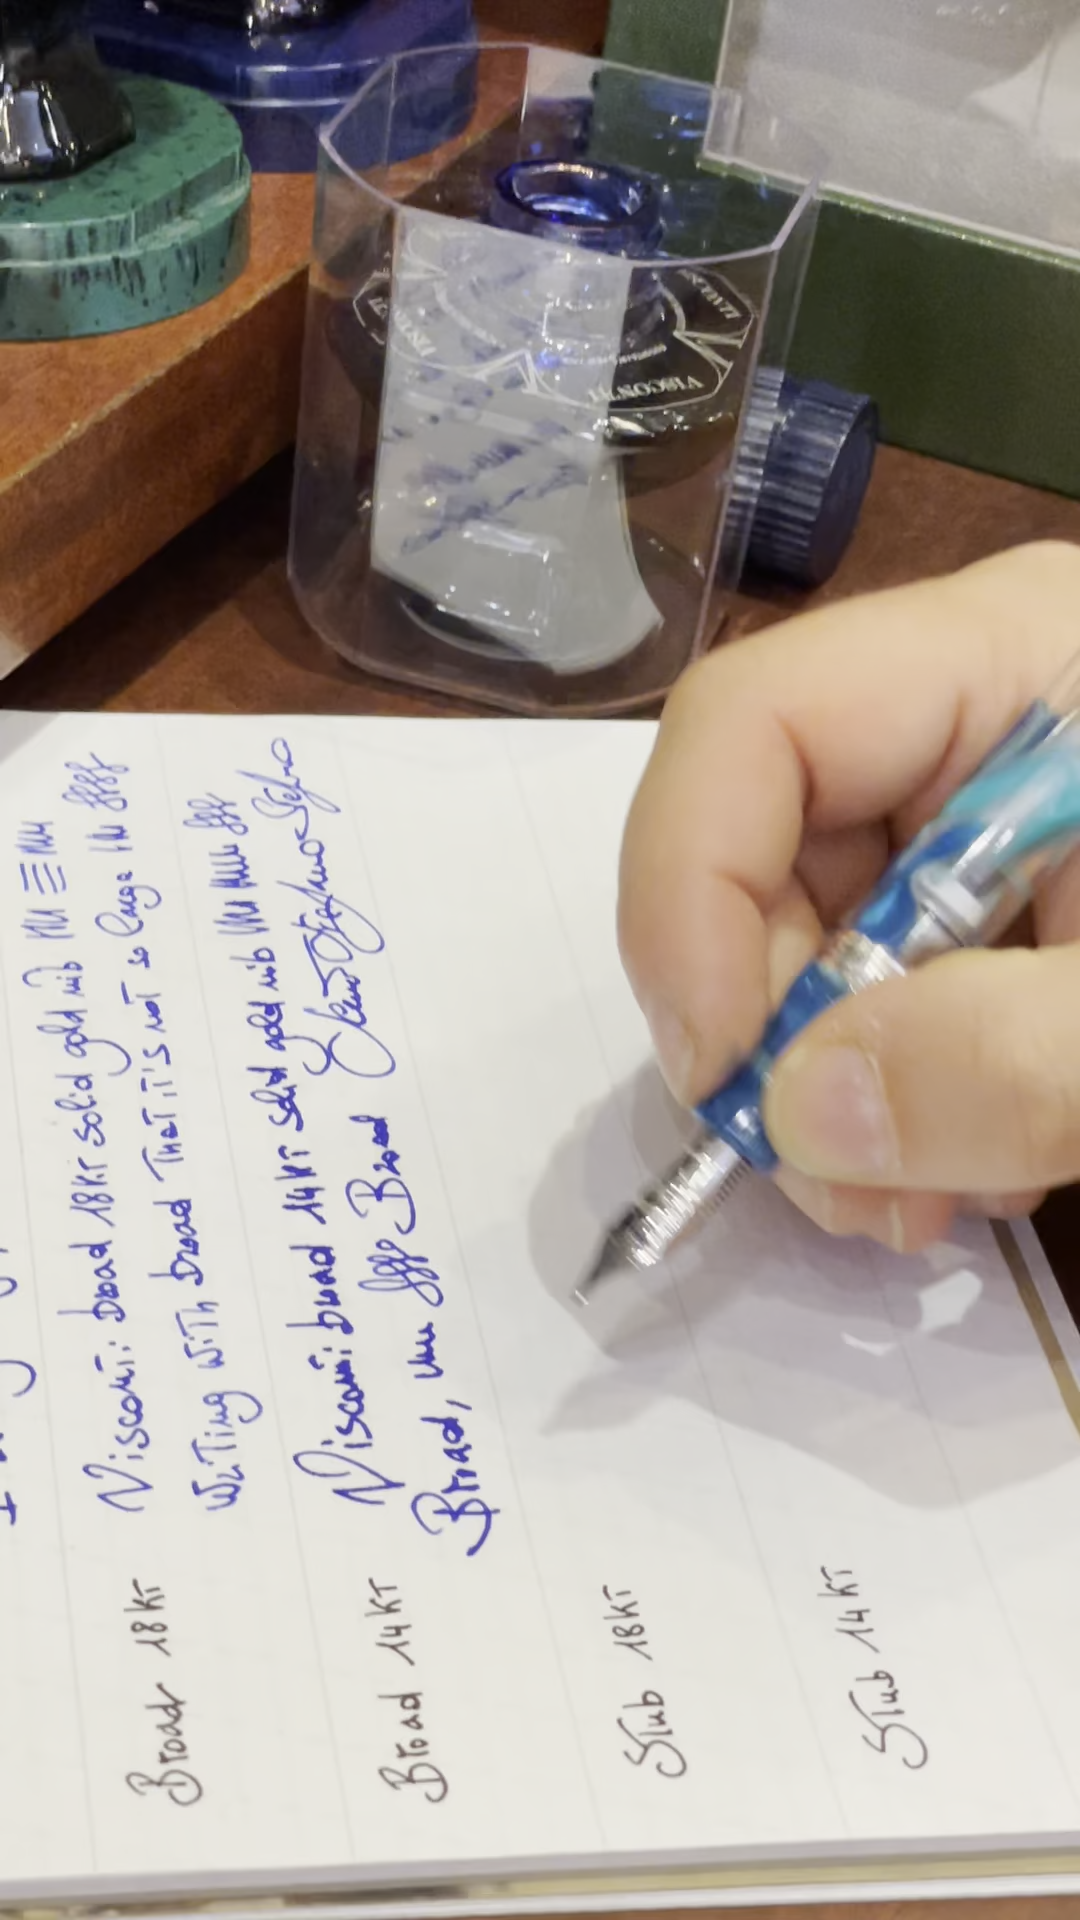 Broad 18KT
Visconti: broad 18KT solid gold nib
Writing with broad that it's not so large
Broad 14KT
Visconti: broad 14KT solid gold nib
Broad, Broad
Stub 18KT
Stub 14KT
VISCONTI
VISCONTI